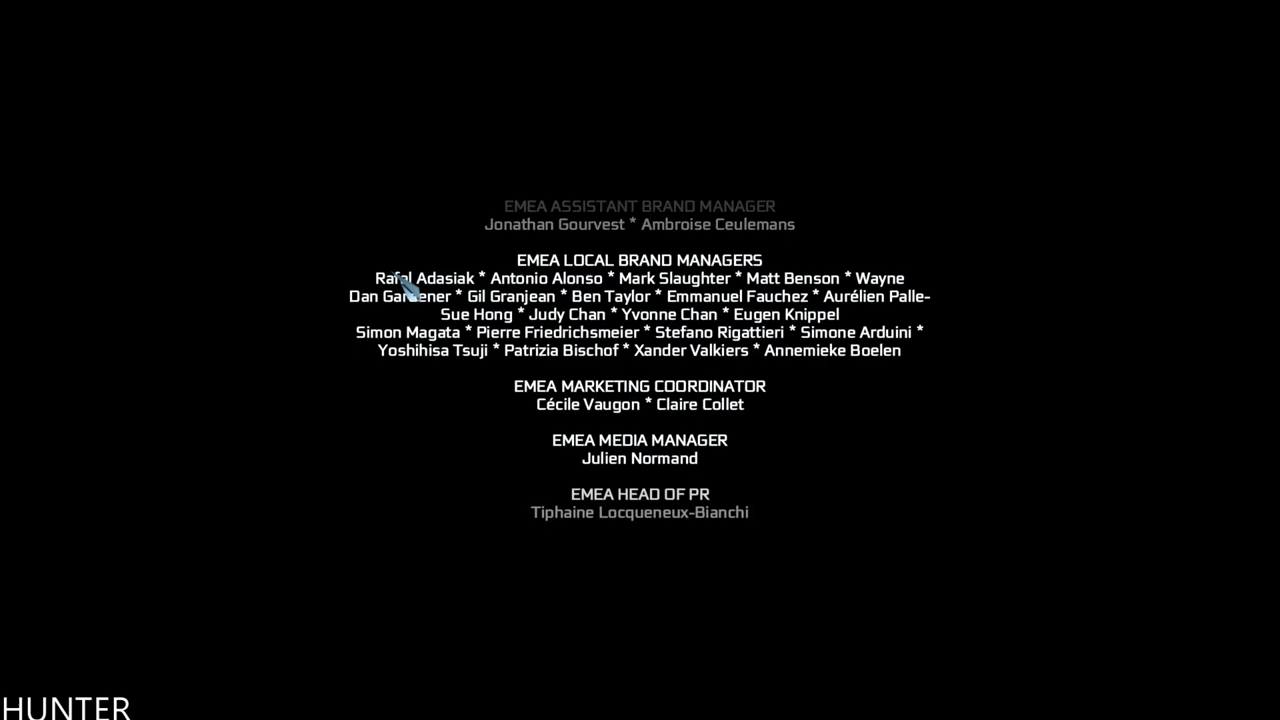 EMEA ASSISTANT BRAND MANAGER
Jonathan Gourvest * Ambroise Ceulemans
EMEA LOCAL BRAND MANAGERS
Rafal Adasiak * Antonio Alonso * Mark Slaughter * Matt Benson * Wayne
Dan Gardener * Gil Granjean * Ben Taylor * Emmanuel Fauchez * Aurélien Palle-
Sue Hong * Judy Chan * Yvonne Chan * Eugen Knippel
Simon Magata * Pierre Friedrichsmeier * Stefano Rigattieri * Simone Arduini *
Yoshihisa Tsuji * Patrizia Bischof * Xander Valkiers * Annemieke Boelen
EMEA MARKETING COORDINATOR
Cécile Vaugon * Claire Collet
EMEA MEDIA MANAGER
Julien Normand
EMEA HEAD OF PR
Tiphaine Locqueneux-Bianchi
HUNTER